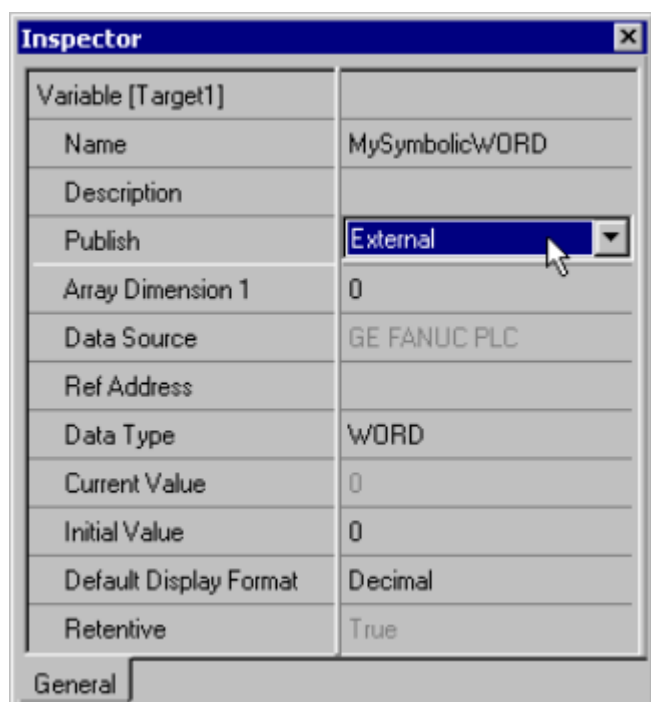 Inspector
Variable [Target1]
Name MySymbolicWORD
Description
Publish External
Array Dimension 1 0
Data Source GE FANUC PLC
Ref Address
Data Type WORD
Current Value 0
Initial Value 0
Default Display Format Decimal
Retentive True
General